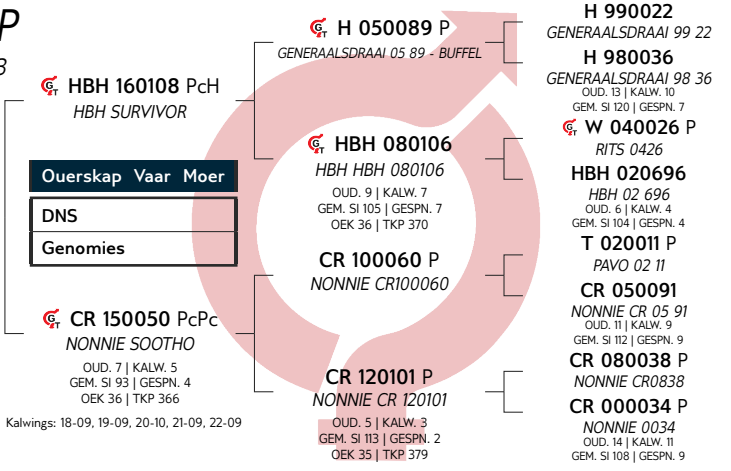 P
3
HBH 160108 PcH
HBH SURVIVOR
Ouerskap Vaar Moer
DNS
Genomies
CR 150050 PcPc
NONNIE SOOTHO
OUD. 7 | KALW. 5
GEM. SI 93 | GESPN. 4
OEK 36 | TKP 366
Kalwings: 18-09, 19-09, 20-10, 21-09, 22-09
H 050089 P
GENERAALSDRAAI 05 89 - BUFFEL
HBH 080106
HBH HBH 080106
OUD. 9 | KALW. 7
GEM. SI 105 | GESPN. 7
OEK 36 | TKP 370
CR 100060 P
NONNIE CR100060
CR 120101 P
NONNIE CR 120101
OUD. 5 | KALW. 3
GEM. SI 113 | GESPN. 2
OEK 35 | TKP 379
H 990022
GENERAALSDRAAI 99 22
H 980036
GENERAALSDRAAI 98 36
OUD. 13 | KALW. 10
GEM. SI 120 | GESPN. 7
W 040026 P
RITS 0426
HBH 020696
HBH 02 696
OUD. 6 | KALW. 4
GEM. SI 104 | GESPN. 4
T 020011 P
PAVO 02 11
CR 050091
NONNIE CR 05 91
OUD. 11 | KALW. 9
GEM. SI 112 | GESPN. 9
CR 080038 P
NONNIE CR0838
CR 000034 P
NONNIE 0034
OUD. 14 | KALW. 11
GEM. SI 108 | GESPN. 9